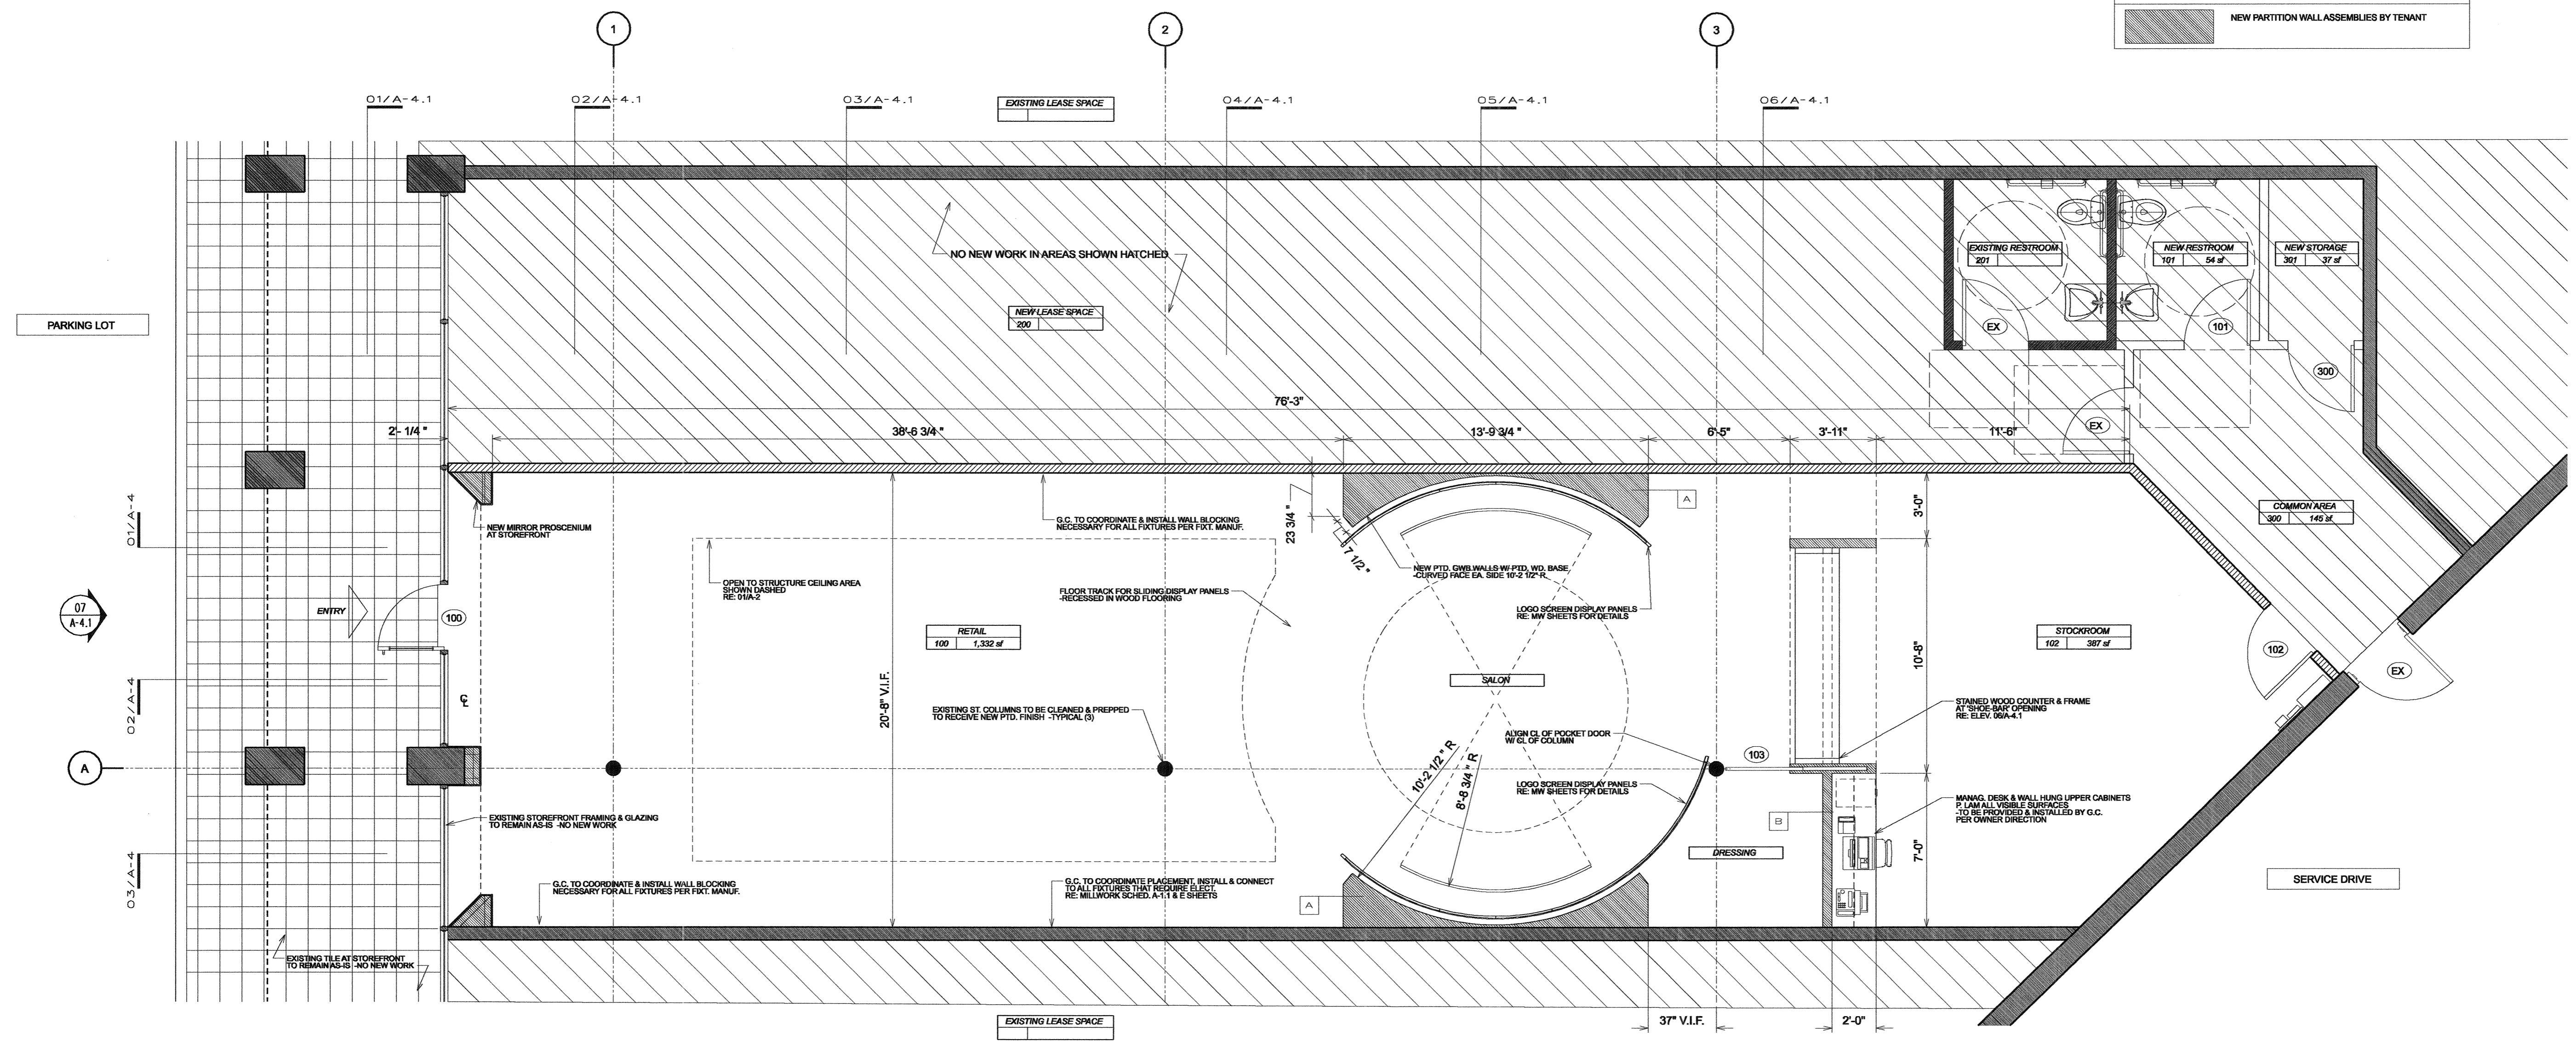 NEW PARTITION WALL ASSEMBLIES BY TENANT
1
2
3
01/A-4.1
02/A-4.1
03/A-4.1
EXISTING LEASE SPACE
04/A-4.1
05/A-4.1
06/A-4.1
NO NEW WORK IN AREAS SHOWN HATCHED
EXISTING RESTROOM
201
NEW RESTROOM
101 54 sf
NEW STORAGE
301 37 sf
PARKING LOT
NEW LEASE SPACE
200
EX
101
300
76'-3"
EX
2'- 1/4 "
38'-6 3/4 "
13'-9 3/4 "
6'-5"
3'-11"
11'-6"
01/A-4
NEW MIRROR PROSCENIUM
AT STOREFRONT
G.C. TO COORDINATE & INSTALL WALL BLOCKING
NECESSARY FOR ALL FIXTURES PER FIXT. MANUF.
23 3/4 "
7 1/2 "
A
3'-0"
COMMON AREA
300 145 sf
OPEN TO STRUCTURE CEILING AREA
SHOWN DASHED
RE: 01/A-2
FLOOR TRACK FOR SLIDING DISPLAY PANELS
-RECESSED IN WOOD FLOORING
NEW PTD. GWB WALLS W/ PTD. WD. BASE
-CURVED FACE EA. SIDE 10'-2 1/2" R.
LOGO SCREEN DISPLAY PANELS
RE: MW SHEETS FOR DETAILS
07
A-4.1
ENTRY
100
RETAIL
100 1,332 sf
STOCKROOM
102 387 sf
102
EX
10'-8"
02/A-4
CL
20'-8" V.I.F.
SALON
EXISTING ST. COLUMNS TO BE CLEANED & PREPPED
TO RECEIVE NEW PTD. FINISH -TYPICAL (3)
STAINED WOOD COUNTER & FRAME
AT 'SHOE-BAR' OPENING
RE: ELEV. 06/A-4.1
ALIGN CL OF POCKET DOOR
W/ CL OF COLUMN
103
A
10'-2 1/2" R
8'-8 3/4 " R
LOGO SCREEN DISPLAY PANELS
RE: MW SHEETS FOR DETAILS
MANAG. DESK & WALL HUNG UPPER CABINETS
P. LAM ALL VISIBLE SURFACES
-TO BE PROVIDED & INSTALLED BY G.C.
PER OWNER DIRECTION
EXISTING STOREFRONT FRAMING & GLAZING
TO REMAIN AS-IS -NO NEW WORK
B
7'-0"
03/A-4
DRESSING
G.C. TO COORDINATE & INSTALL WALL BLOCKING
NECESSARY FOR ALL FIXTURES PER FIXT. MANUF.
G.C. TO COORDINATE PLACEMENT, INSTALL & CONNECT
TO ALL FIXTURES THAT REQUIRE ELECT.
RE: MILLWORK SCHED. A-1.1 & E SHEETS
A
SERVICE DRIVE
EXISTING TILE AT STOREFRONT
TO REMAIN AS-IS -NO NEW WORK
EXISTING LEASE SPACE
37" V.I.F.
2'-0"